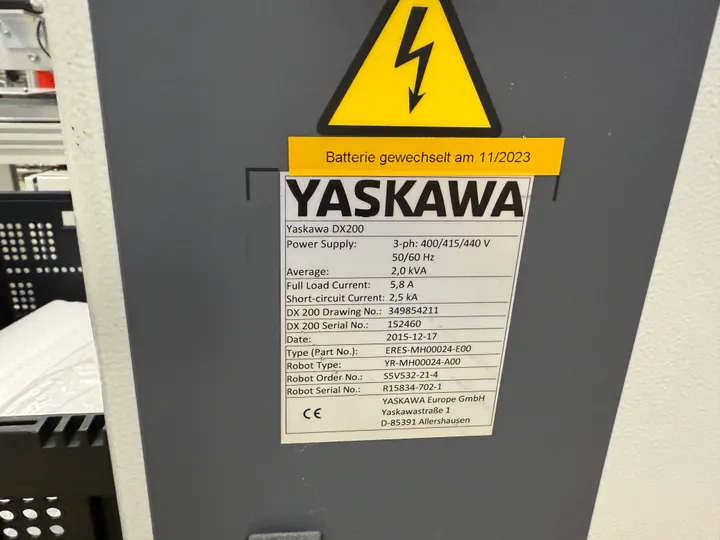 Batterie gewechselt am 11/2023
YASKAWA
Yaskawa DX200
Power Supply: 3-ph: 400/415/440 V
50/60 Hz
Average: 2,0 kVA
Full Load Current: 5,8 A
Short-circuit Current: 2,5 kA
DX 200 Drawing No.: 349854211
DX 200 Serial No.: 152460
Date: 2015-12-17
Type (Part No.): ERES-MH00024-E00
Robot Type: YR-MH00024-A00
Robot Order No.: S5V532-21-4
Robot Serial No.: R15834-702-1
CE YASKAWA Europe GmbH
Yaskawastraße 1
D-85391 Allershausen